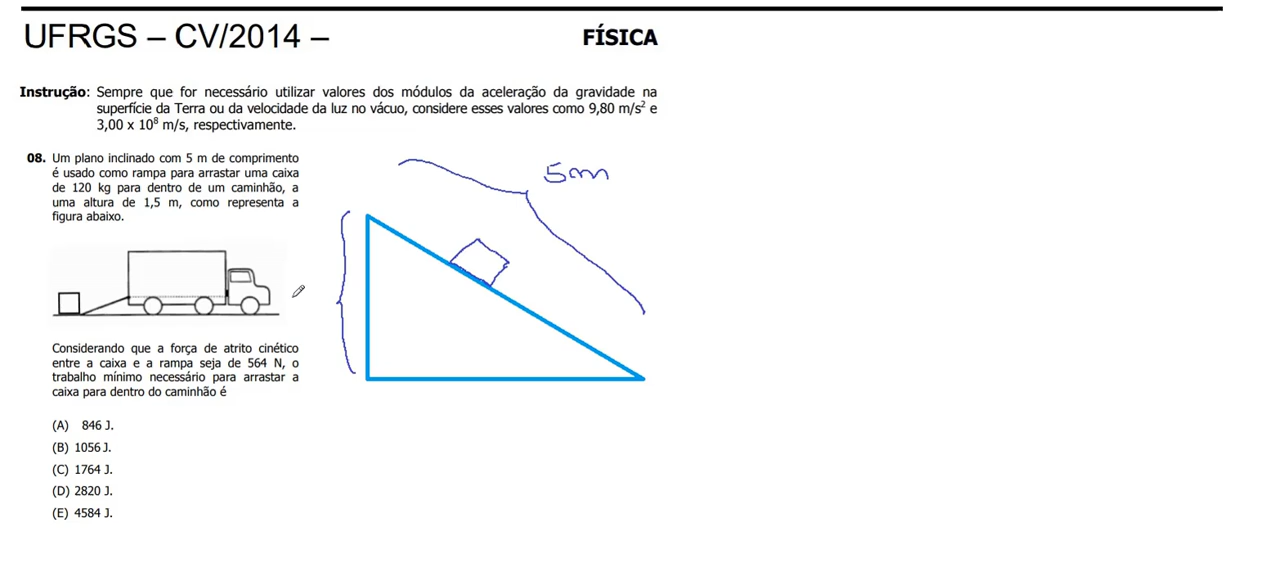 UFRGS – CV/2014 –
FÍSICA
Instrução: Sempre que for necessário utilizar valores dos módulos da aceleração da gravidade na
superfície da Terra ou da velocidade da luz no vácuo, considere esses valores como 9,80 m/s² e
3,00 x 10⁸ m/s, respectivamente.
08. Um plano inclinado com 5 m de comprimento
é usado como rampa para arrastar uma caixa
de 120 kg para dentro de um caminhão, a
uma altura de 1,5 m, como representa a
figura abaixo.
5m
Considerando que a força de atrito cinético
entre a caixa e a rampa seja de 564 N, o
trabalho mínimo necessário para arrastar a
caixa para dentro do caminhão é
(A) 846 J.
(B) 1056 J.
(C) 1764 J.
(D) 2820 J.
(E) 4584 J.